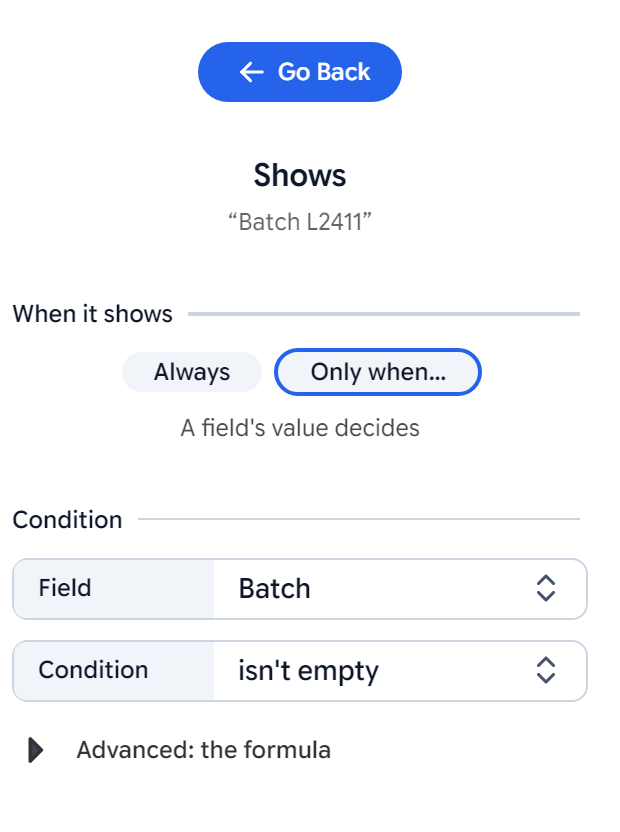 Go Back
Shows
“Batch L2411”
When it shows
Always
Only when...
A field's value decides
Condition
Field
Batch
Condition
isn't empty
Advanced: the formula